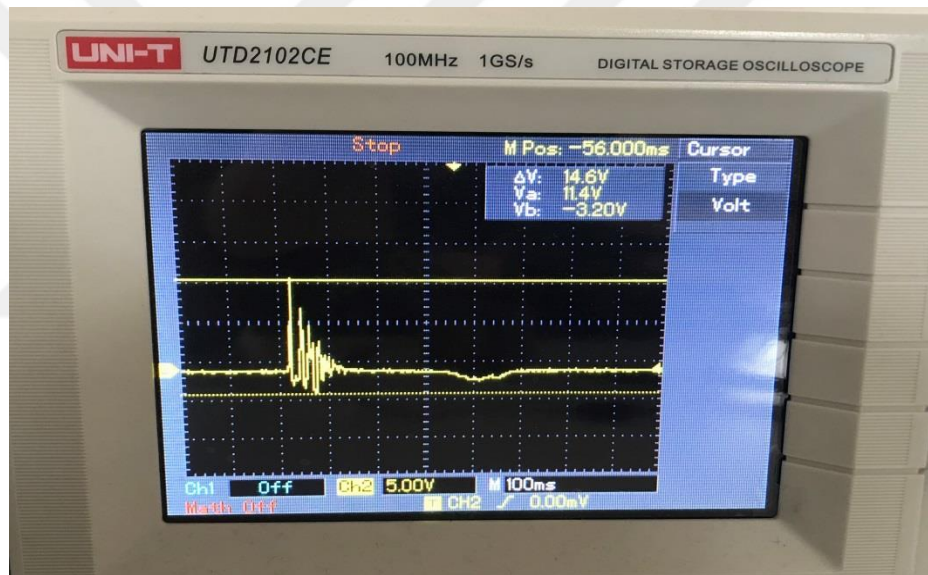 UNI-T UTD2102CE 100MHz 1GS/s DIGITAL STORAGE OSCILLOSCOPE
Stop M Pos: -56.000ms Cursor
ΔV: 14.6V Type
Va: 11.4V
Vb: -3.20V Volt
Ch1 Off Ch2 5.00V M 100ms
Math Off T CH2 0.00mV